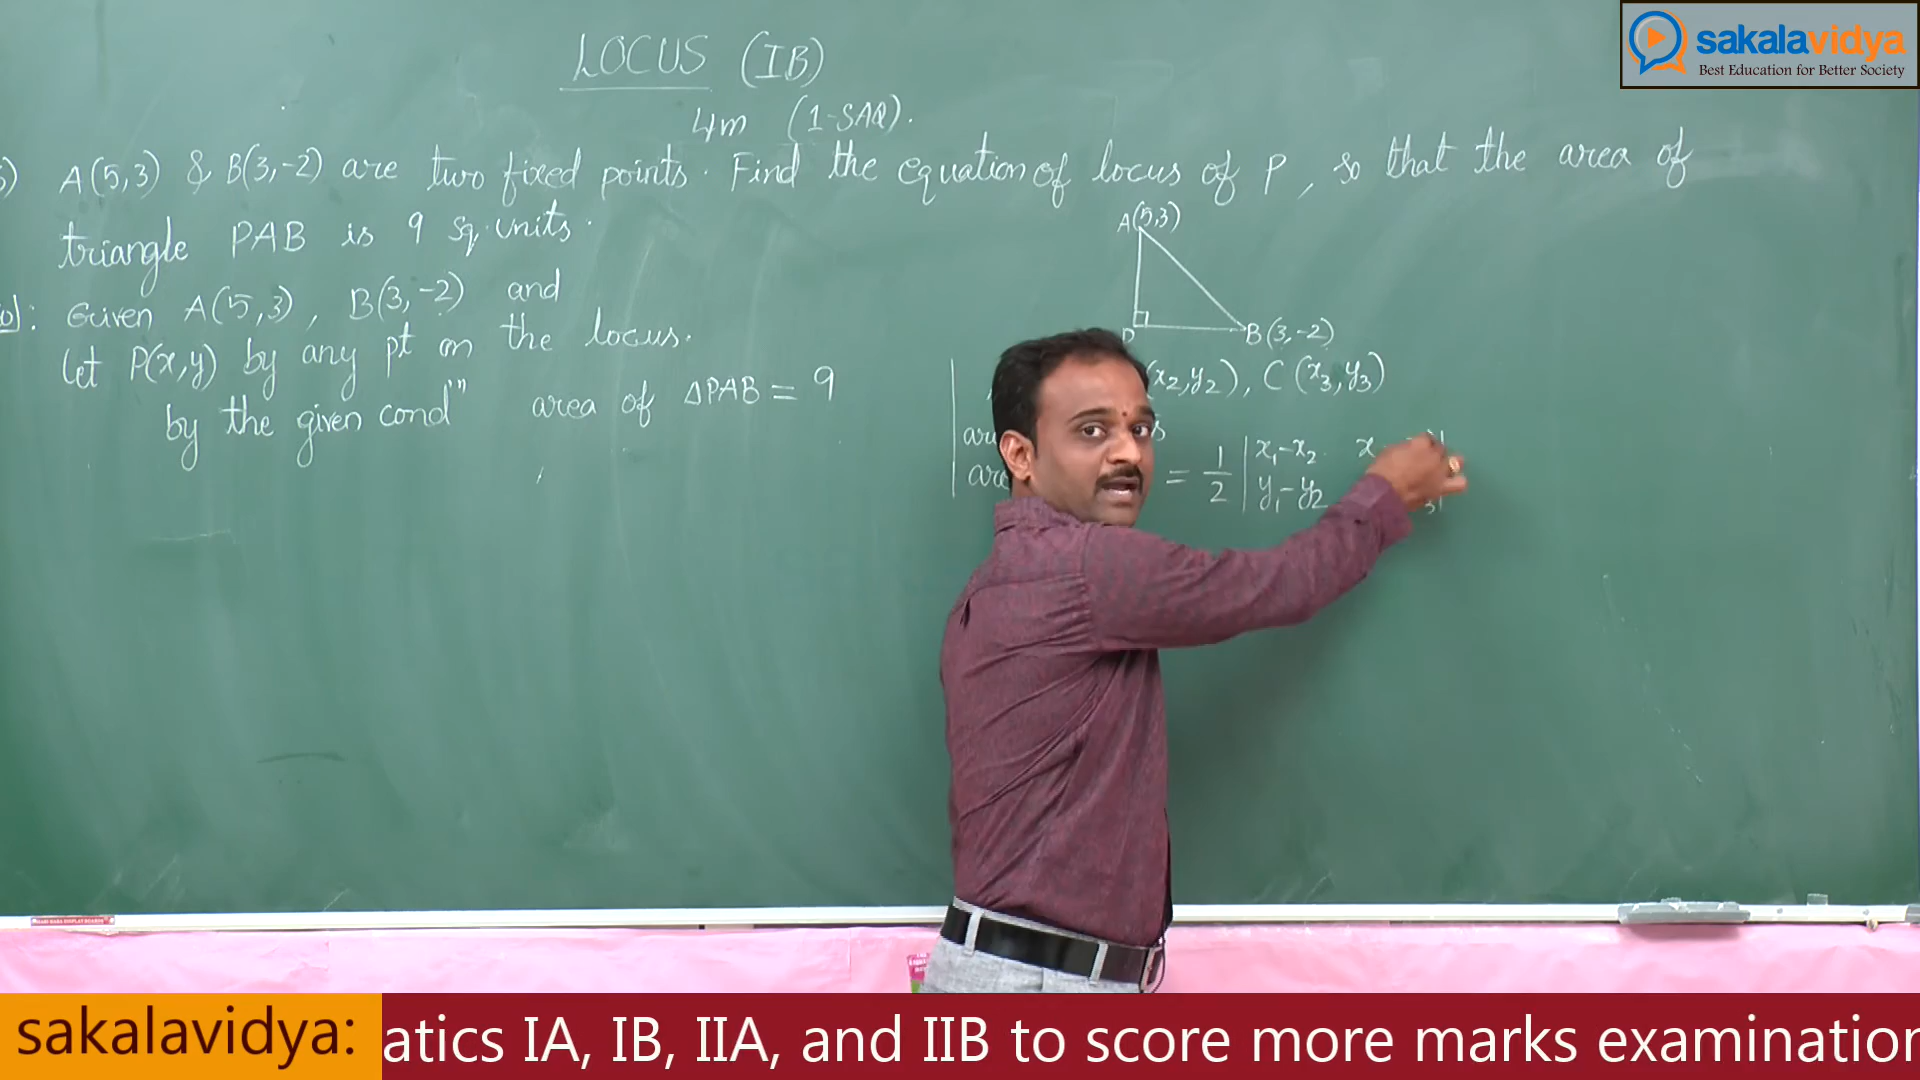 sakalavidya
Best Education for Better Society
LOCUS (IB)
4m (1-SAQ).
A(5,3) & B(3,-2) are two fixed points. Find the equation of locus of P, so that the area of
triangle PAB is 9 sq.units.
A(5,3)
B(3,-2)
: Given A(5,3), B(3,-2) and
Let P(x,y) by any pt on the locus.
by the given cond" area of ΔPAB = 9
(x₂,y₂), C(x₃,y₃)
= 1/2 | x₁-x₂ x
y₁-y₂
sakalavidya:
atics IA, IB, IIA, and IIB to score more marks examination